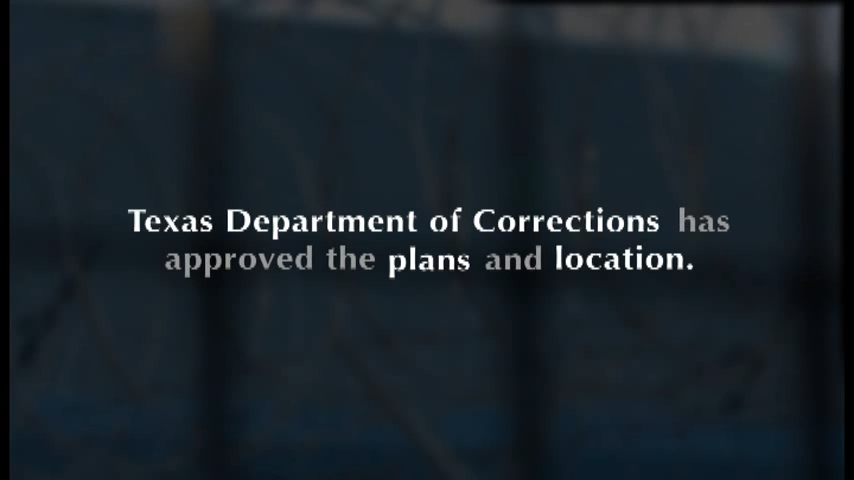 Texas Department of Corrections has
approved the plans and location.